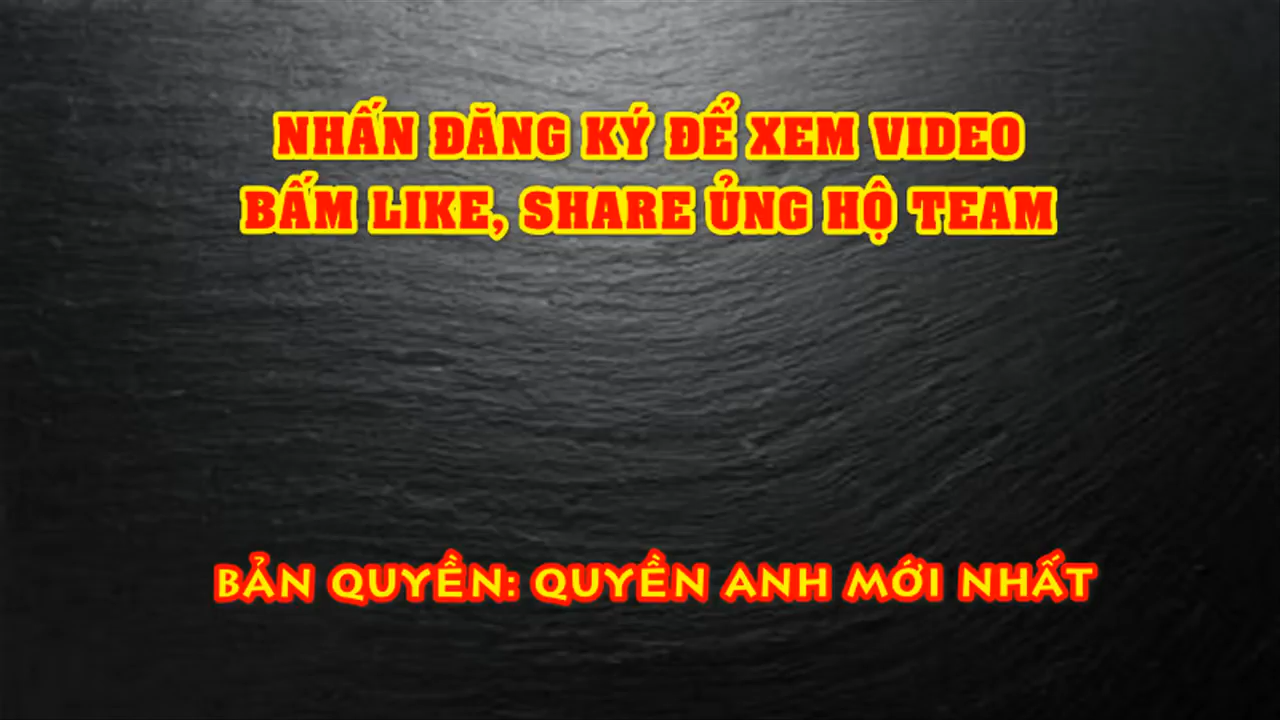 NHẤN ĐĂNG KÝ ĐỂ XEM VIDEO
BẤM LIKE, SHARE ỦNG HỘ TEAM
BẢN QUYỀN: QUYỀN ANH MỚI NHẤT